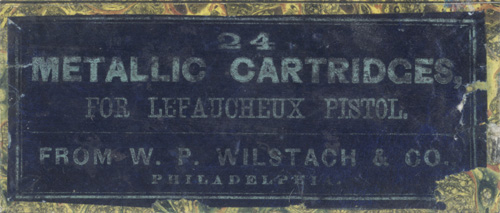 24
METALLIC CARTRIDGES,
FOR LEFAUCHEUX PISTOL.
FROM W. P. WILSTACH & CO.
PHILADELPHIA.